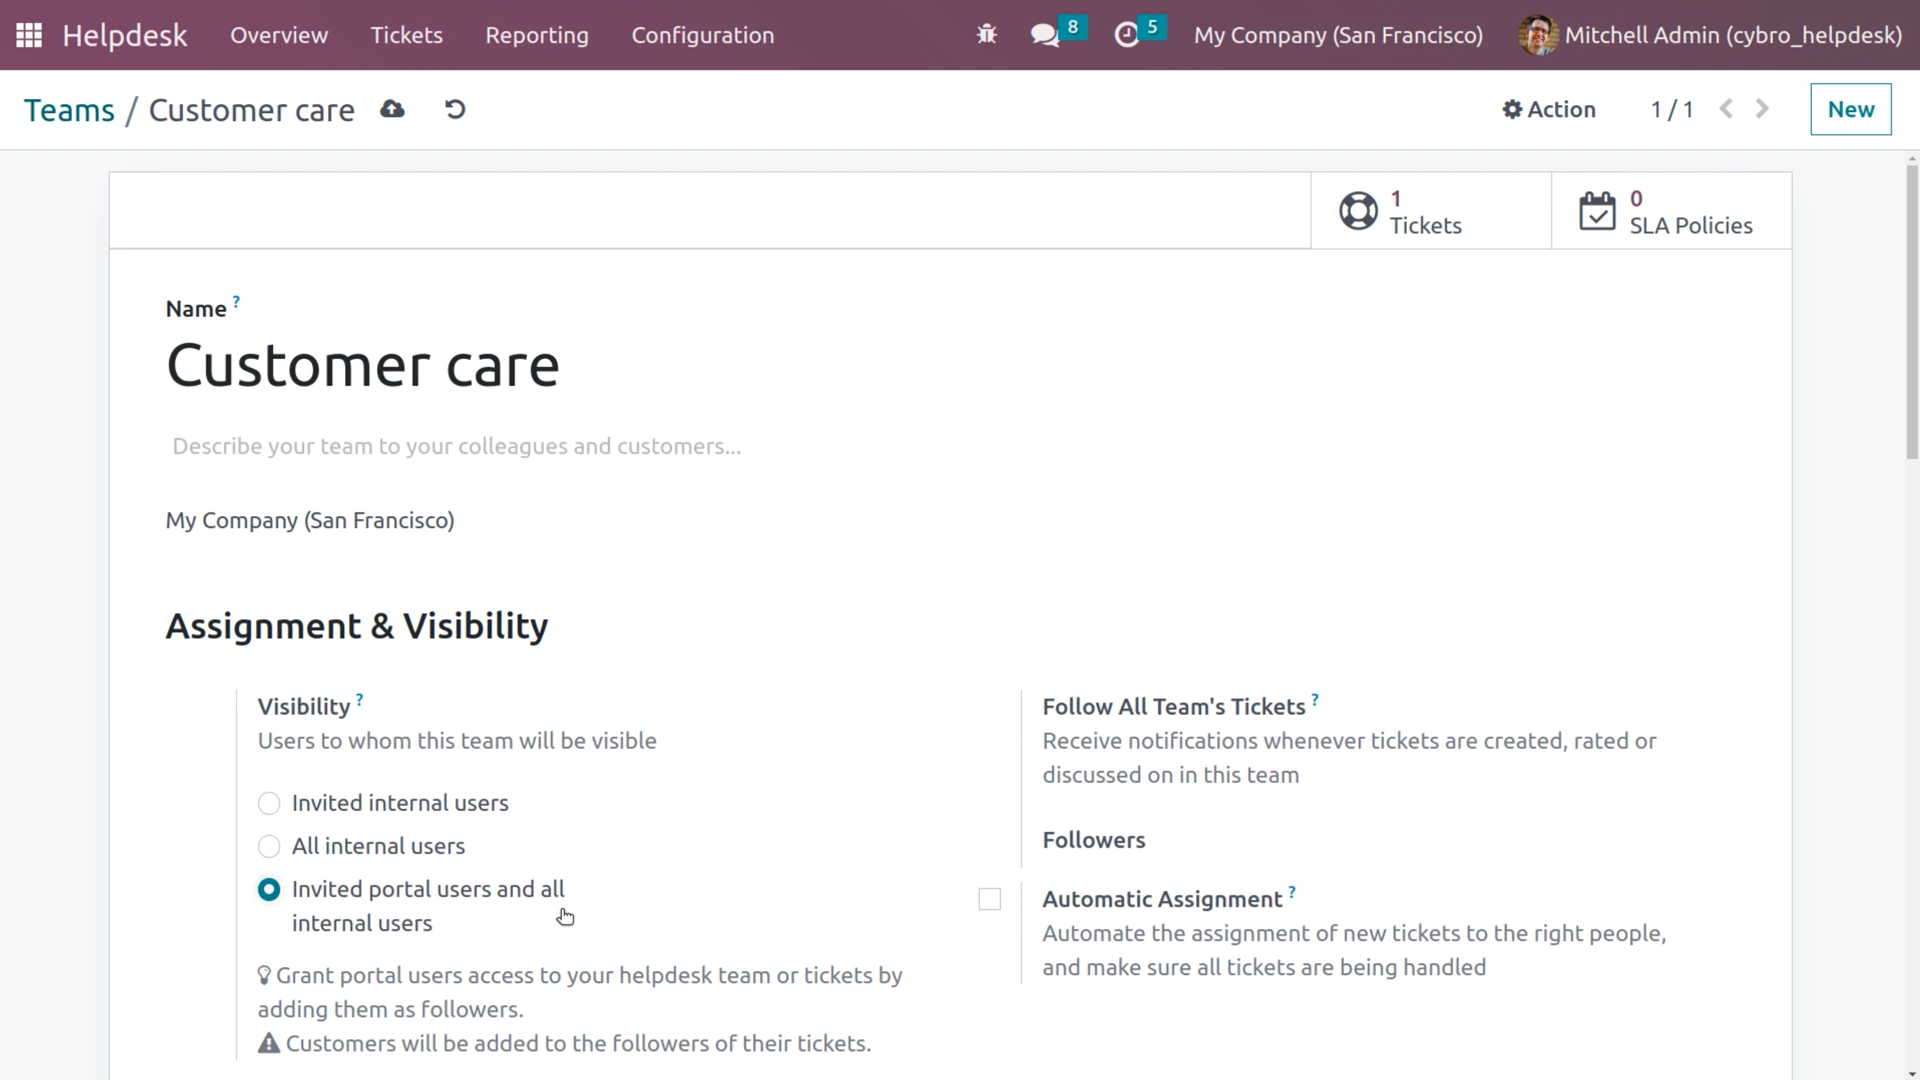 Helpdesk Overview Tickets Reporting Configuration 8 5 My Company (San Francisco) Mitchell Admin (cybro_helpdesk)
Teams / Customer care Action 1 / 1 New
1
Tickets
0
SLA Policies
Name ?
Customer care
Describe your team to your colleagues and customers...
My Company (San Francisco)
Assignment & Visibility
Visibility ?
Users to whom this team will be visible
Invited internal users
All internal users
Invited portal users and all
internal users
Grant portal users access to your helpdesk team or tickets by
adding them as followers.
Customers will be added to the followers of their tickets.
Follow All Team's Tickets ?
Receive notifications whenever tickets are created, rated or
discussed on in this team
Followers
Automatic Assignment ?
Automate the assignment of new tickets to the right people,
and make sure all tickets are being handled